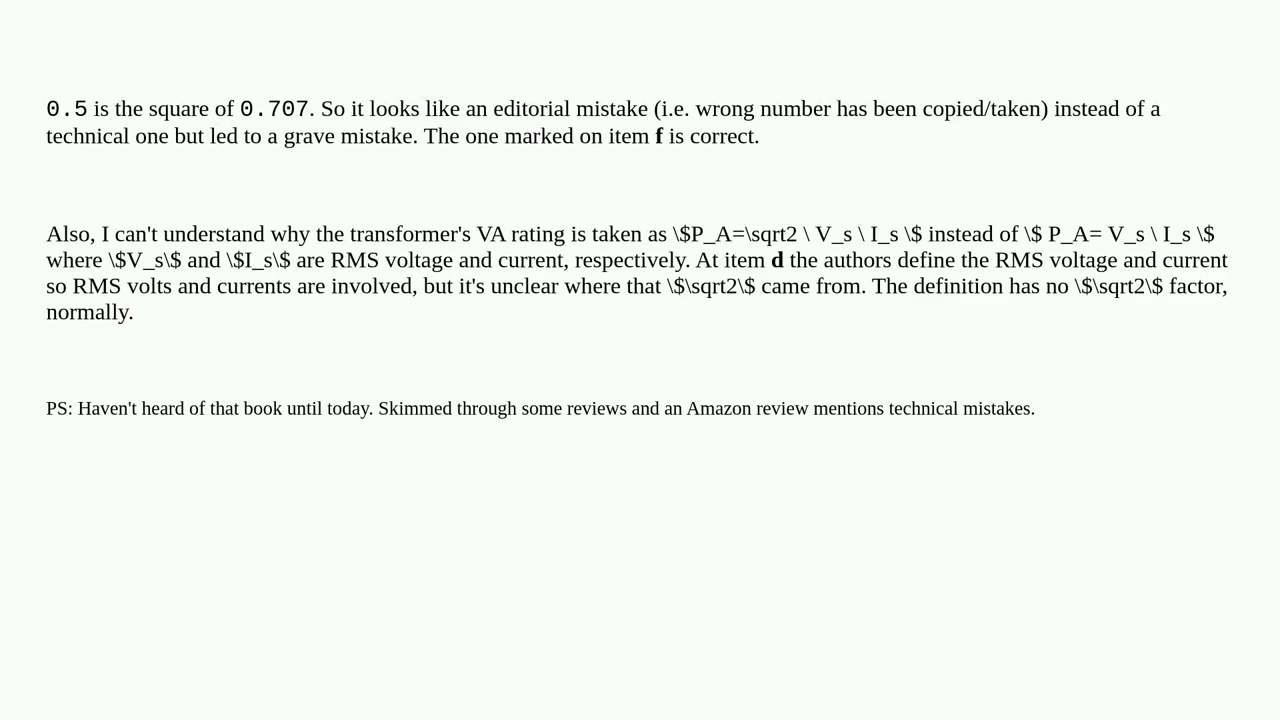 0.5 is the square of 0.707. So it looks like an editorial mistake (i.e. wrong number has been copied/taken) instead of a
technical one but led to a grave mistake. The one marked on item f is correct.
Also, I can't understand why the transformer's VA rating is taken as \$P_A=\sqrt2 \ V_s \ I_s \$ instead of \$ P_A= V_s \ I_s \$
where \$V_s\$ and \$I_s\$ are RMS voltage and current, respectively. At item d the authors define the RMS voltage and current
so RMS volts and currents are involved, but it's unclear where that \$\sqrt2\$ came from. The definition has no \$\sqrt2\$ factor,
normally.
PS: Haven't heard of that book until today. Skimmed through some reviews and an Amazon review mentions technical mistakes.